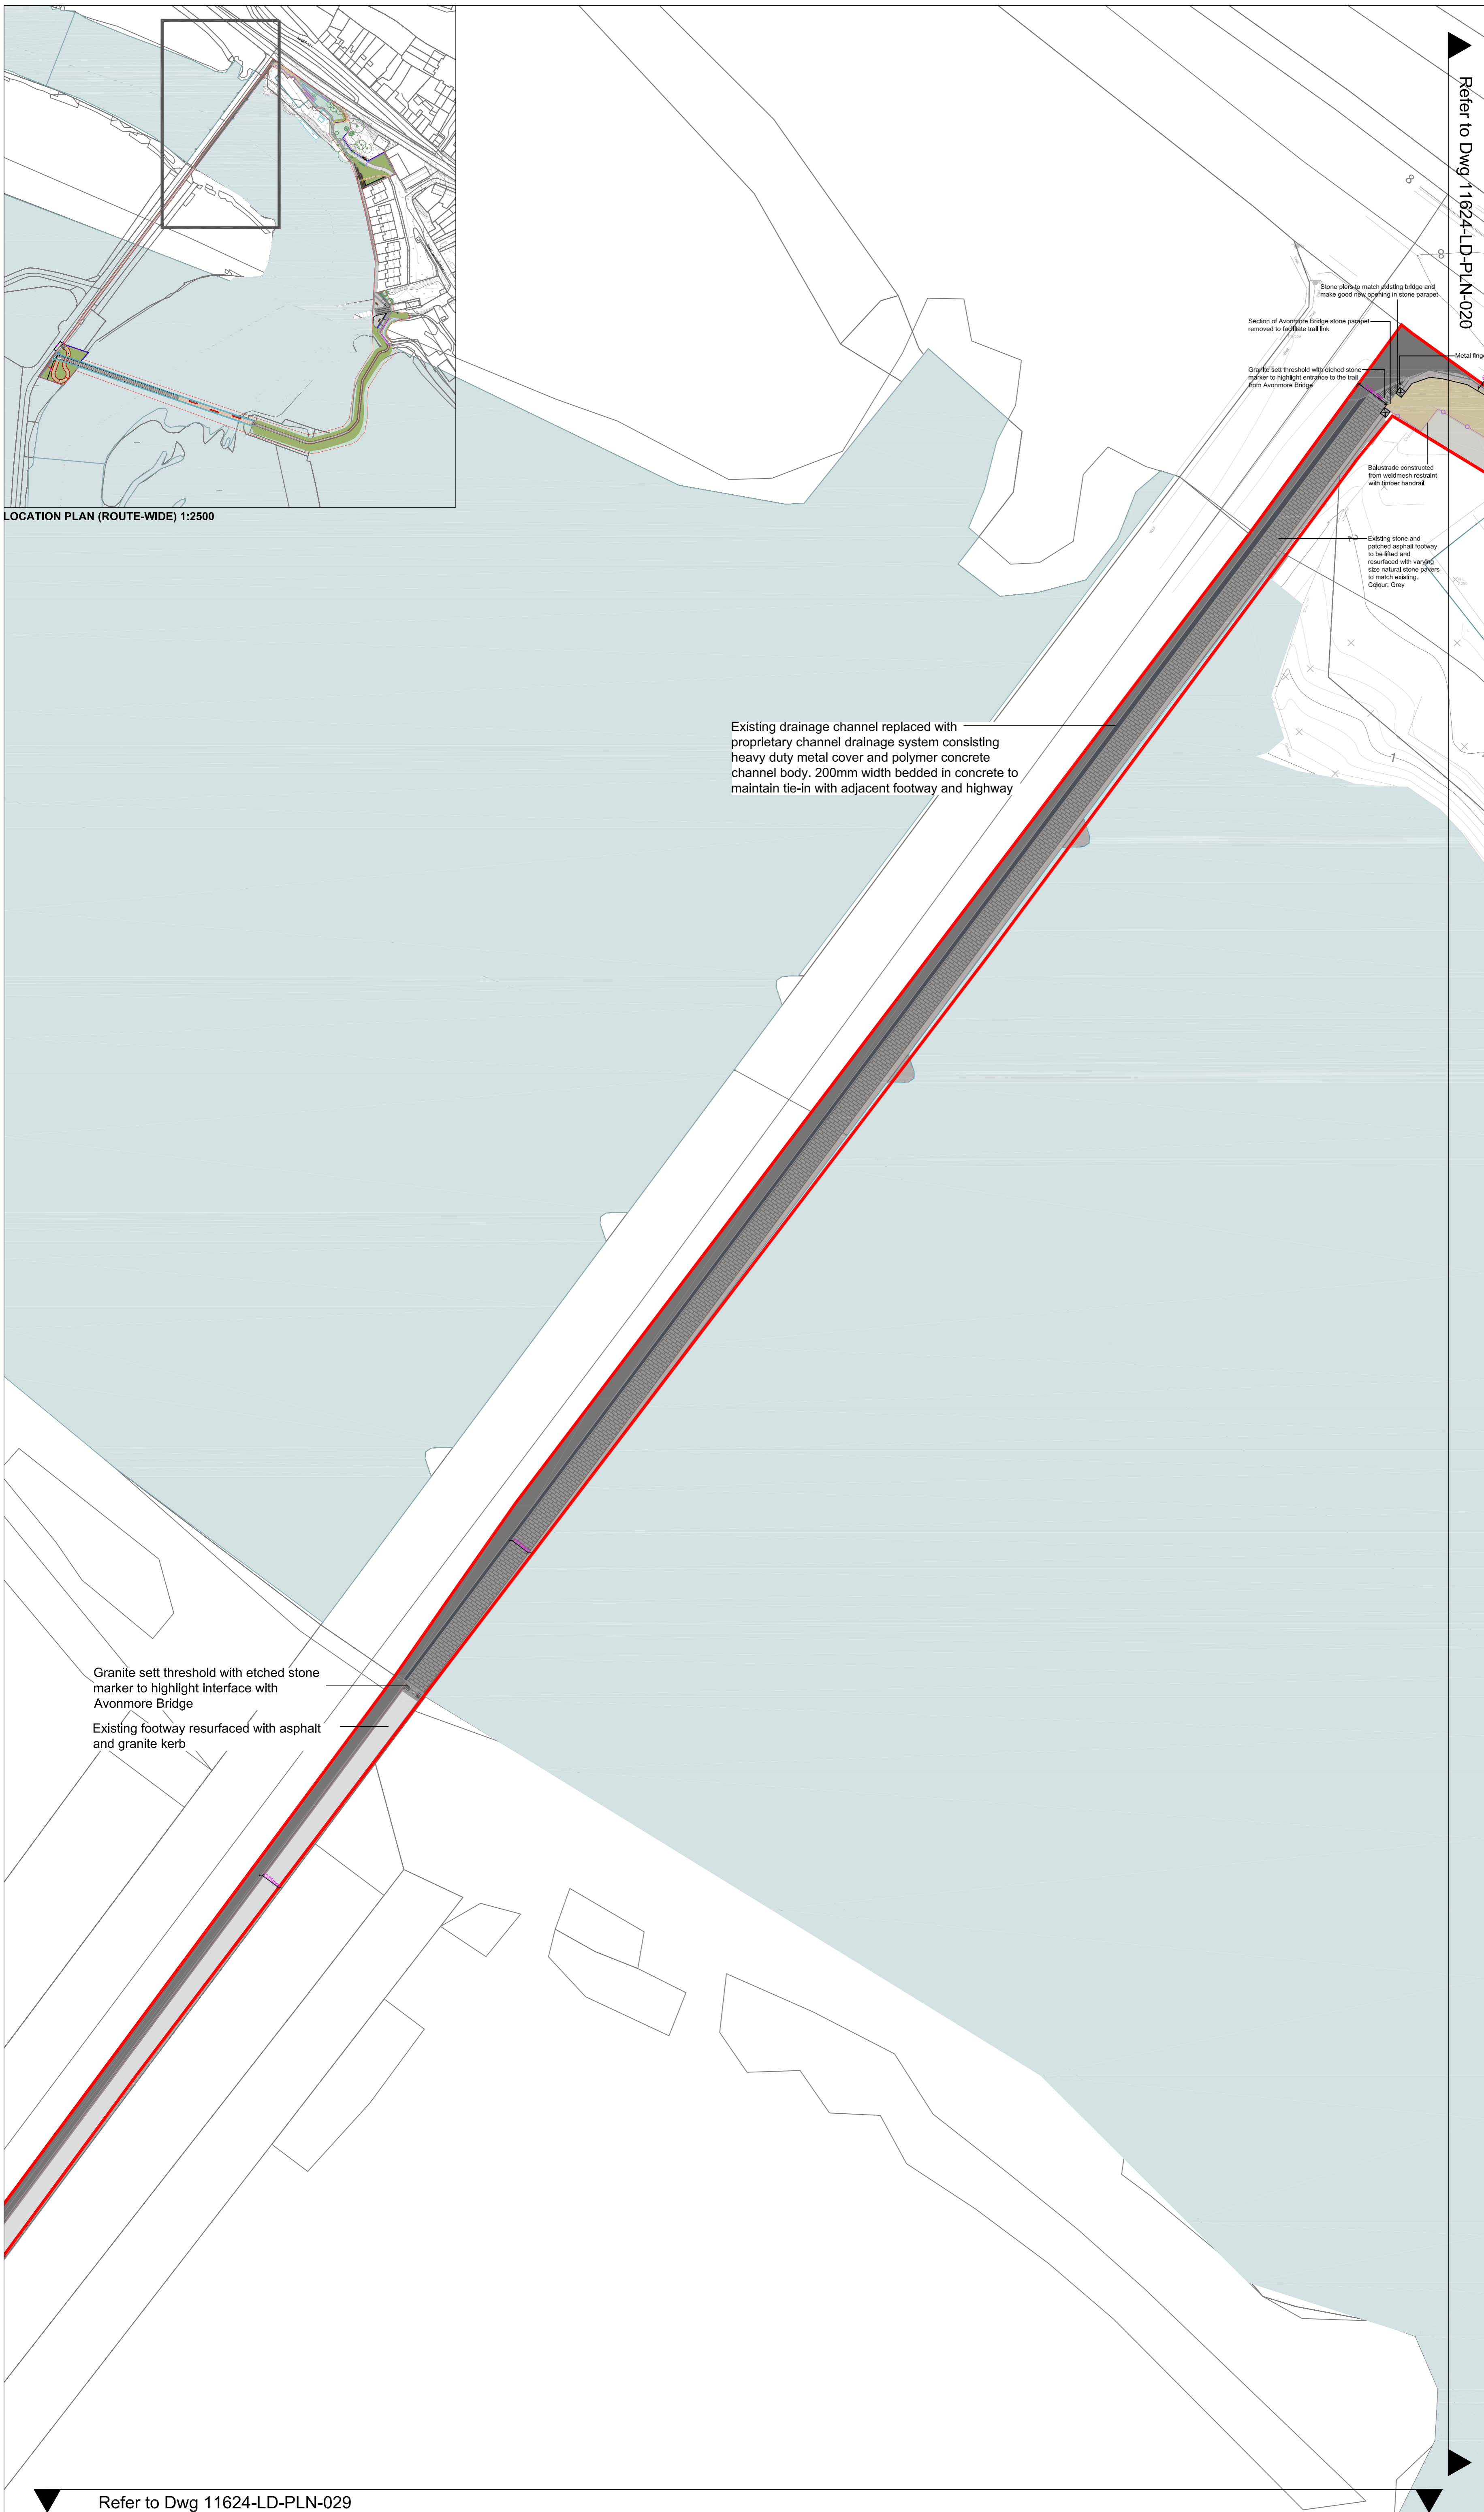 LOCATION PLAN (ROUTE-WIDE) 1:2500
Refer to Dwg 11624-LD-PLN-020
8
8
Stone piers to match existing bridge and
make good new opening in stone parapet
Section of Avonmore Bridge stone parapet
removed to facilitate trail link
Metal fing
Granite sett threshold with etched stone
marker to highlight entrance to the trail
from Avonmore Bridge
Balustrade constructed
from weldmesh restraint
with timber handrail
Existing stone and
patched asphalt footway
to be lifted and
resurfaced with varying
size natural stone pavers
to match existing,
Colour: Grey
2
1
Existing drainage channel replaced with
proprietary channel drainage system consisting
heavy duty metal cover and polymer concrete
channel body. 200mm width bedded in concrete to
maintain tie-in with adjacent footway and highway
Granite sett threshold with etched stone
marker to highlight interface with
Avonmore Bridge
Existing footway resurfaced with asphalt
and granite kerb
Refer to Dwg 11624-LD-PLN-029